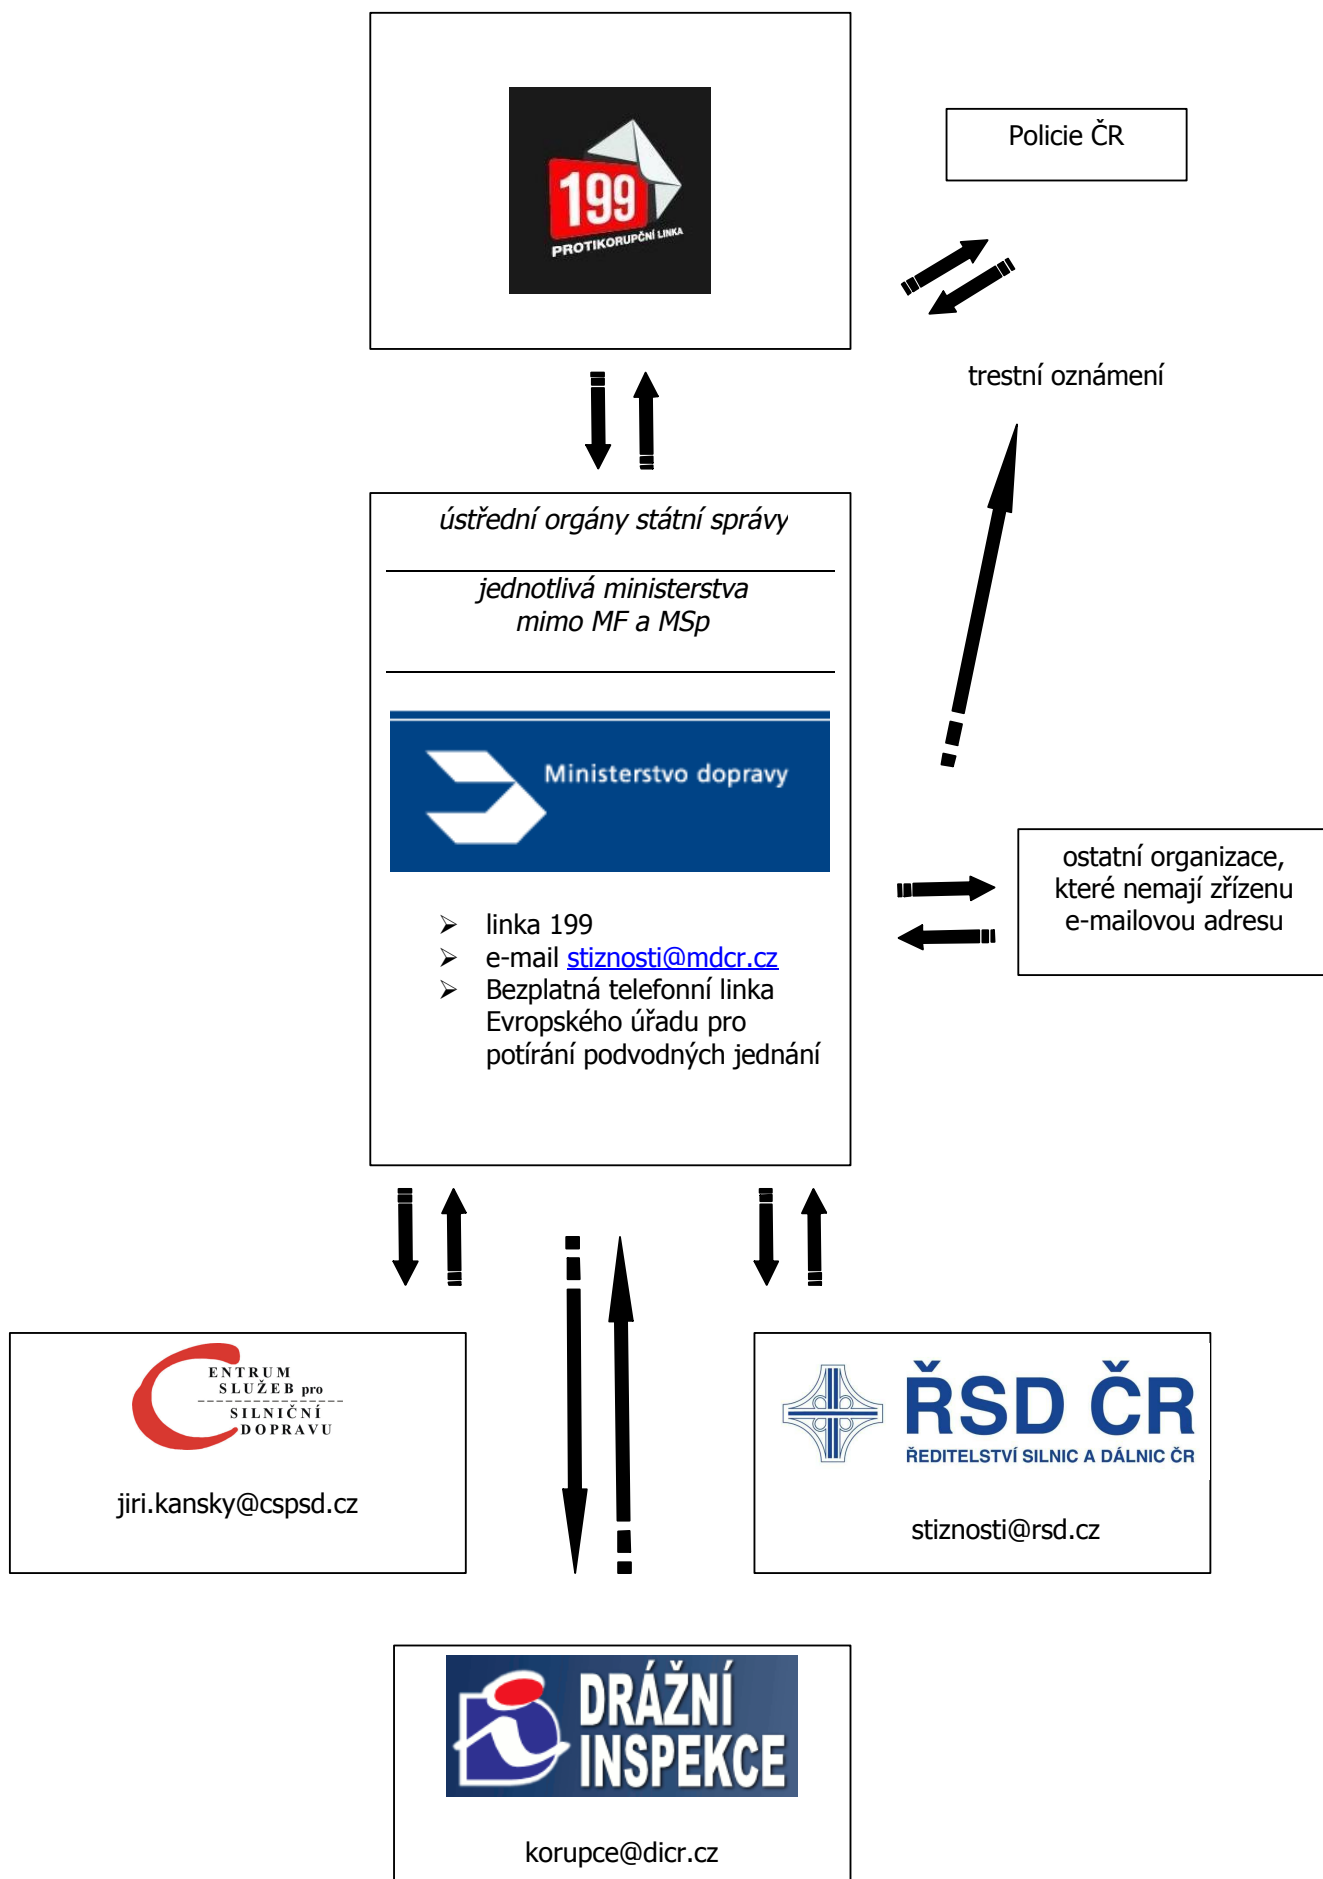 199
PROTIKORUPČNÍ LINKA
Policie ČR
trestní oznámení
ústřední orgány státní správy
jednotlivá ministerstva
mimo MF a MSp
Ministerstvo dopravy
➢ linka 199
➢ e-mail stiznosti@mdcr.cz
➢ Bezplatná telefonní linka
Evropského úřadu pro
potírání podvodných jednání
ostatní organizace,
které nemají zřízenu
e-mailovou adresu
CENTRUM
SLUŽEB pro
SILNIČNÍ
DOPRAVU
jiri.kansky@cspsd.cz
ŘSD ČR
ŘEDITELSTVÍ SILNIC A DÁLNIC ČR
stiznosti@rsd.cz
DRÁŽNÍ
INSPEKCE
korupce@dicr.cz